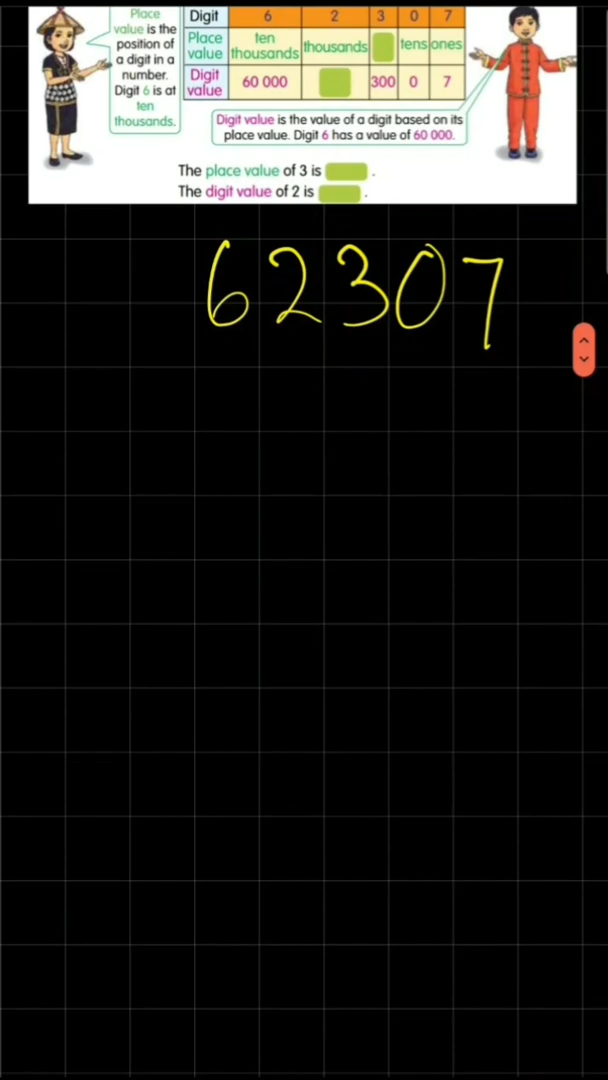 Place
value is the
position of
a digit in a
number.
Digit 6 is at
ten
thousands.
Digit 6 2 3 0 7
Place value ten thousands thousands tens ones
Digit value 60 000 300 0 7
Digit value is the value of a digit based on its
place value. Digit 6 has a value of 60 000.
The place value of 3 is .
The digit value of 2 is .
62307